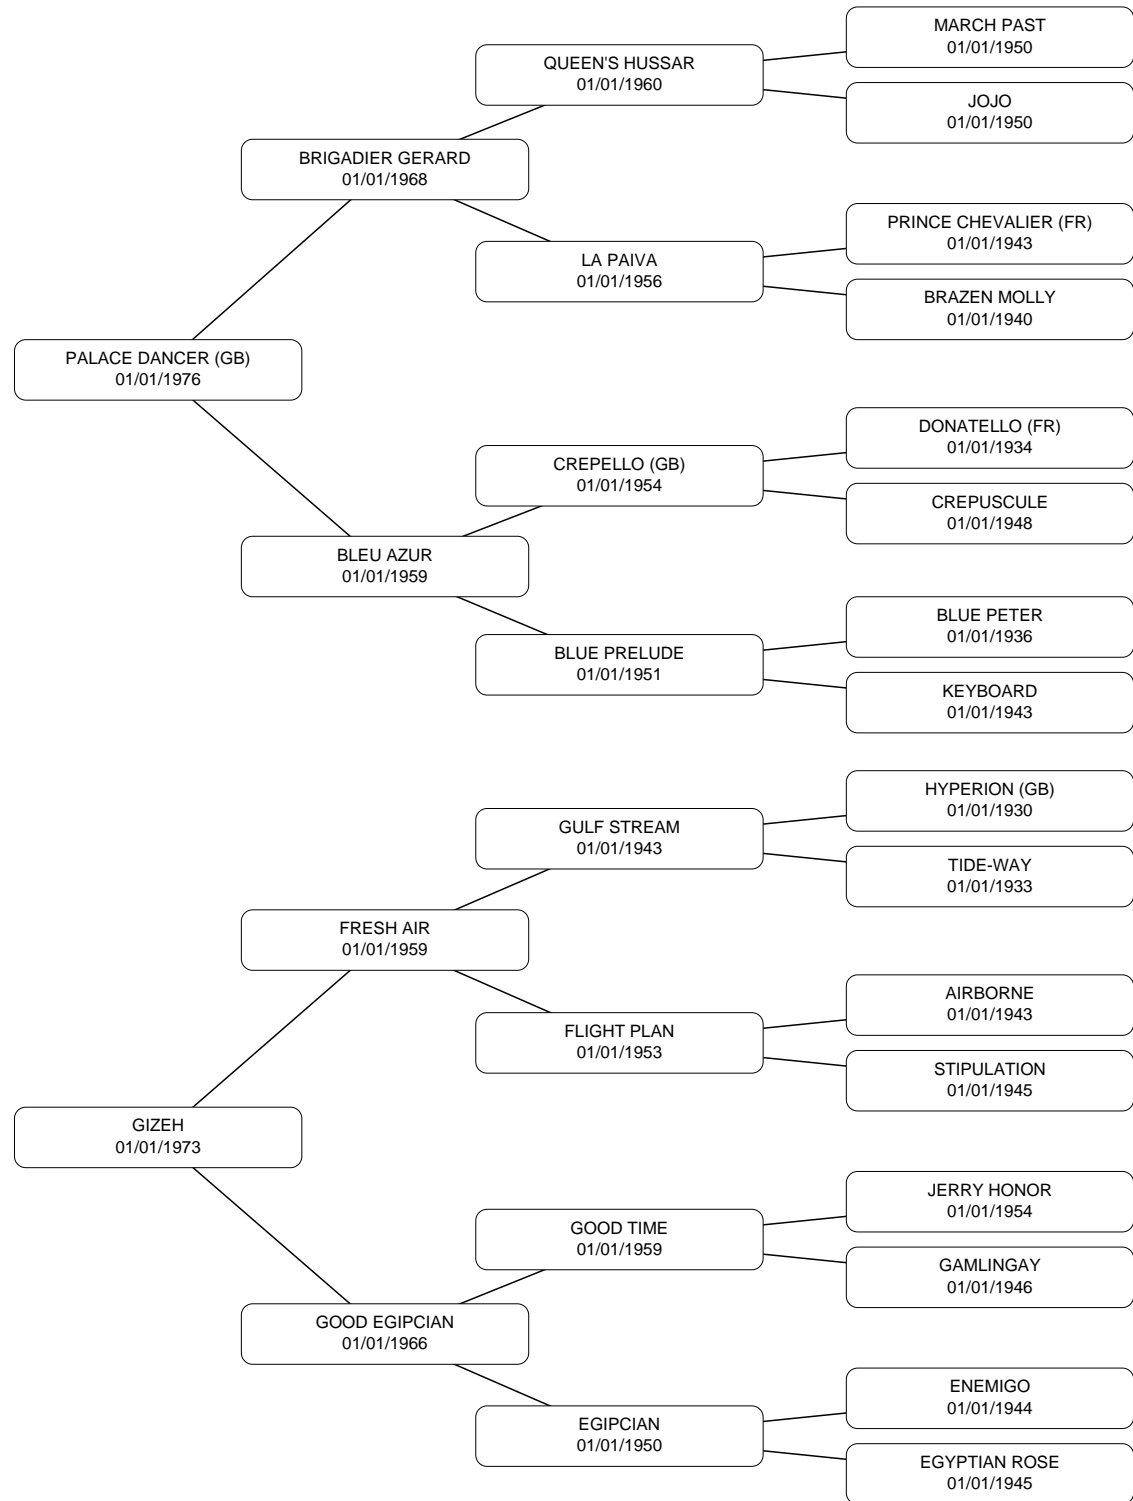 MARCH PAST
01/01/1950
QUEEN'S HUSSAR
01/01/1960
JOJO
01/01/1950
BRIGADIER GERARD
01/01/1968
PRINCE CHEVALIER (FR)
01/01/1943
LA PAIVA
01/01/1956
BRAZEN MOLLY
01/01/1940
PALACE DANCER (GB)
01/01/1976
DONATELLO (FR)
01/01/1934
CREPELLO (GB)
01/01/1954
CREPUSCULE
01/01/1948
BLEU AZUR
01/01/1959
BLUE PETER
01/01/1936
BLUE PRELUDE
01/01/1951
KEYBOARD
01/01/1943
HYPERION (GB)
01/01/1930
GULF STREAM
01/01/1943
TIDE-WAY
01/01/1933
FRESH AIR
01/01/1959
AIRBORNE
01/01/1943
FLIGHT PLAN
01/01/1953
STIPULATION
01/01/1945
GIZEH
01/01/1973
JERRY HONOR
01/01/1954
GOOD TIME
01/01/1959
GAMLINGAY
01/01/1946
GOOD EGIPCIAN
01/01/1966
ENEMIGO
01/01/1944
EGIPCIAN
01/01/1950
EGYPTIAN ROSE
01/01/1945